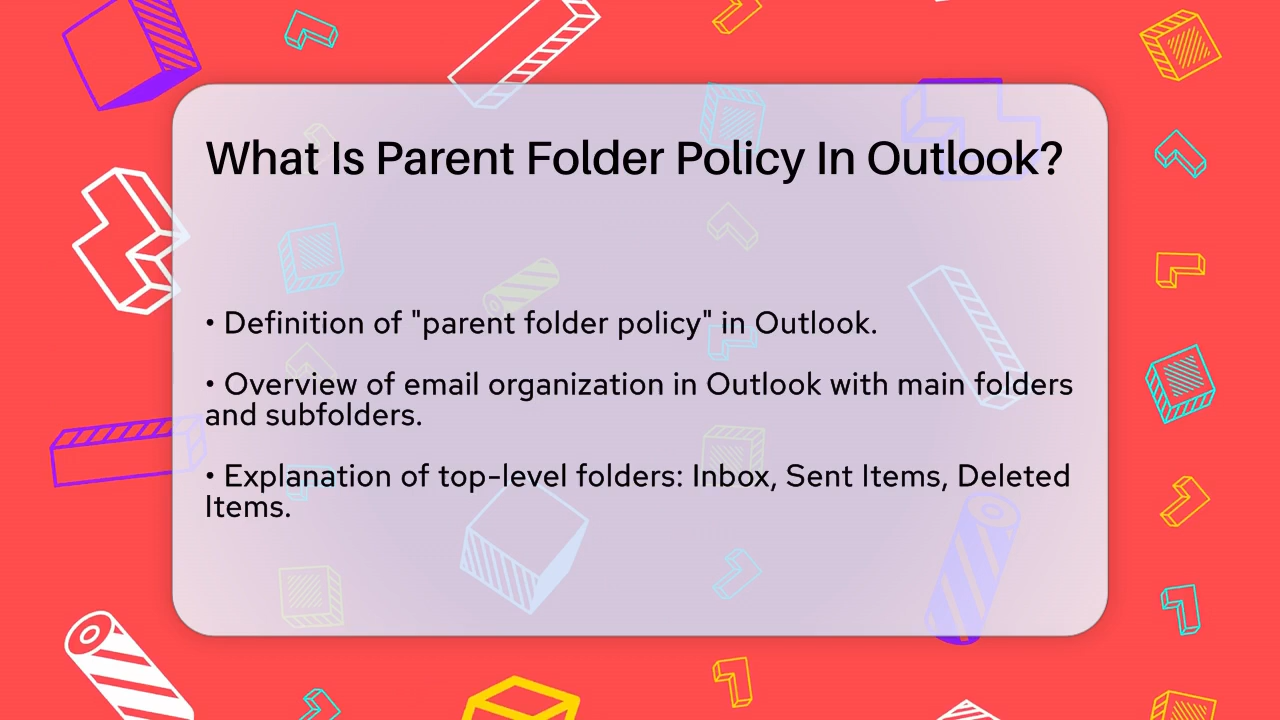 What Is Parent Folder Policy In Outlook?
• Definition of "parent folder policy" in Outlook.
• Overview of email organization in Outlook with main folders
and subfolders.
• Explanation of top-level folders: Inbox, Sent Items, Deleted
Items.